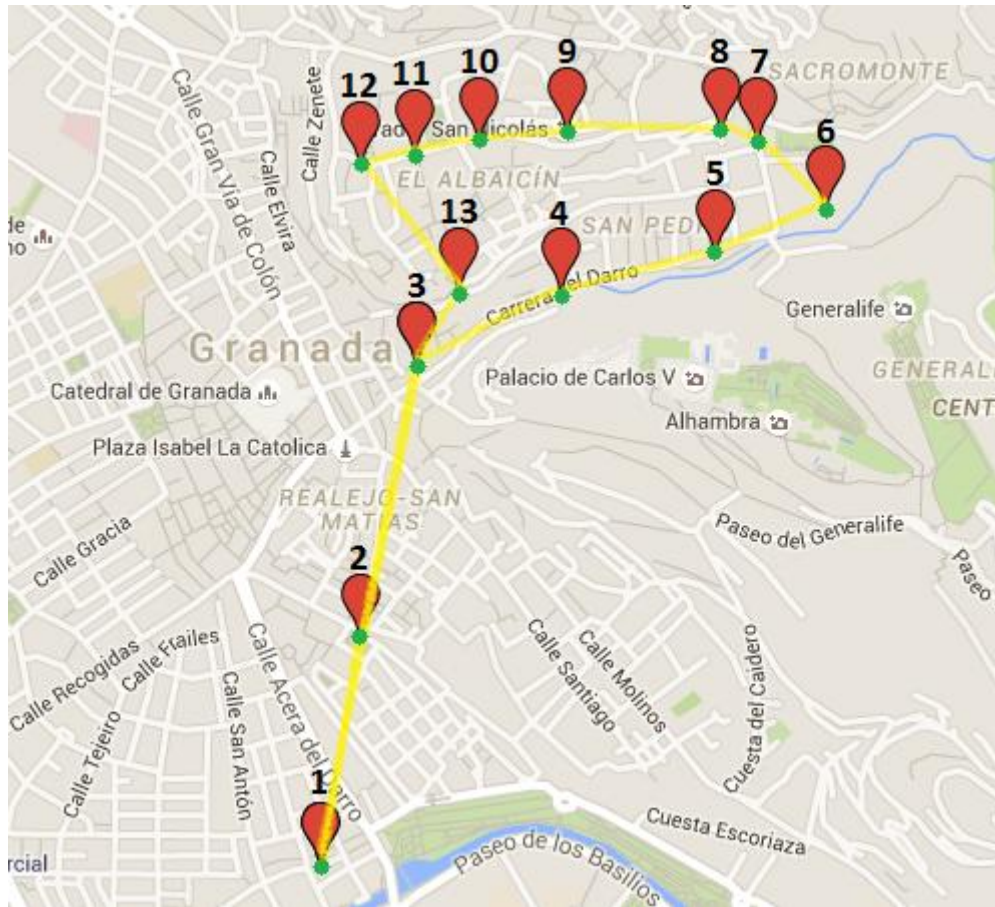 8
7
9
10
11
12
SACROMONTE
Calle Zenete
San Nicolás
6
Calle Gran Vía de Colón
Calle Elvira
EL ALBAICÍN
5
13
4
SAN PED
3
Carrera del Darro
Generalife
Granada
Palacio de Carlos V
GENERAL
CENT
Catedral de Granada
Alhambra
Plaza Isabel La Catolica
REALEJO-SAN
MATÍAS
Calle Gracia
Paseo del Generalife
Paseo
2
Calle Recogidas
Calle Frailes
Calle Acera del Darro
Calle San Antón
Calle Tejeiro
Calle Santiago
Calle Molinos
Cuesta del Caidero
1
Cuesta Escoriaza
Paseo de los Basilios
rcial